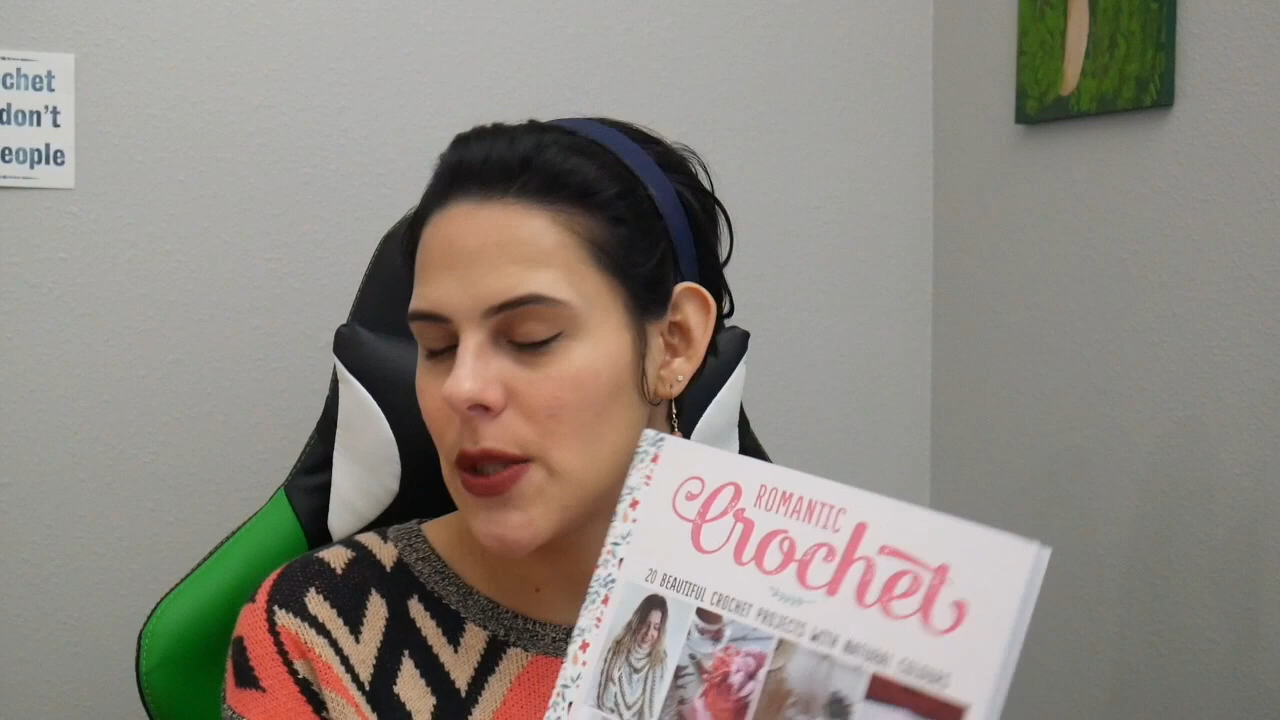 chet
don't
eople
ROMANTIC
Crochet
20 BEAUTIFUL CROCHET PROJECTS WITH NATURAL COLOURS